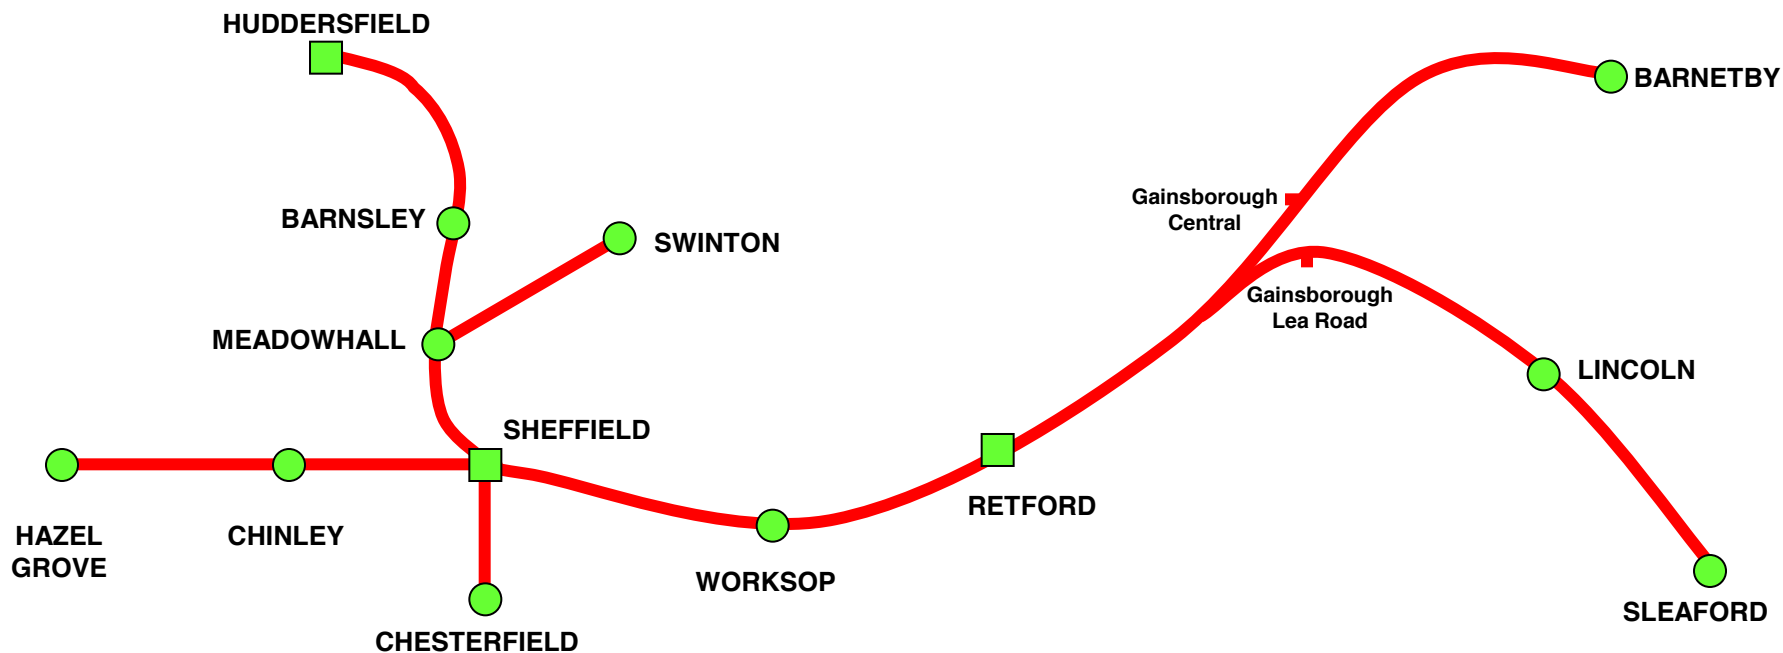 HUDDERSFIELD
BARNETBY
Gainsborough
Central
BARNSLEY
SWINTON
Gainsborough
Lea Road
MEADOWHALL
LINCOLN
SHEFFIELD
RETFORD
HAZEL
GROVE
CHINLEY
WORKSOP
SLEAFORD
CHESTERFIELD